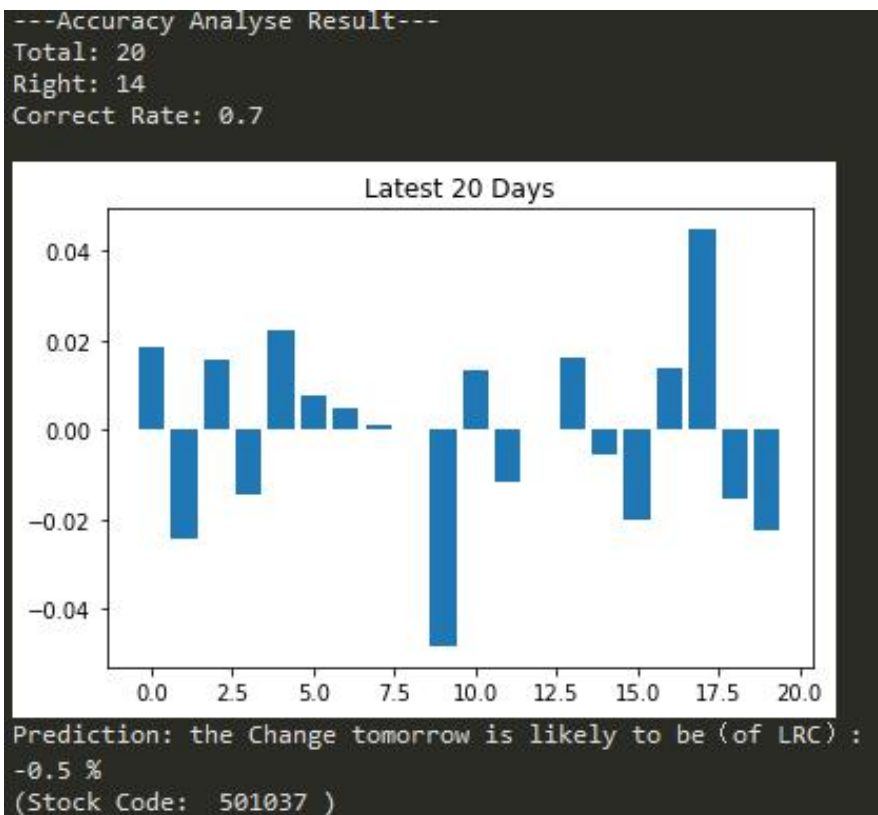 ---Accuracy Analyse Result---
Total: 20
Right: 14
Correct Rate: 0.7
Latest 20 Days
0.04
0.02
0.00
−0.02
−0.04
0.0 2.5 5.0 7.5 10.0 12.5 15.0 17.5 20.0
Prediction: the Change tomorrow is likely to be（of LRC）:
-0.5 %
(Stock Code:  501037 )